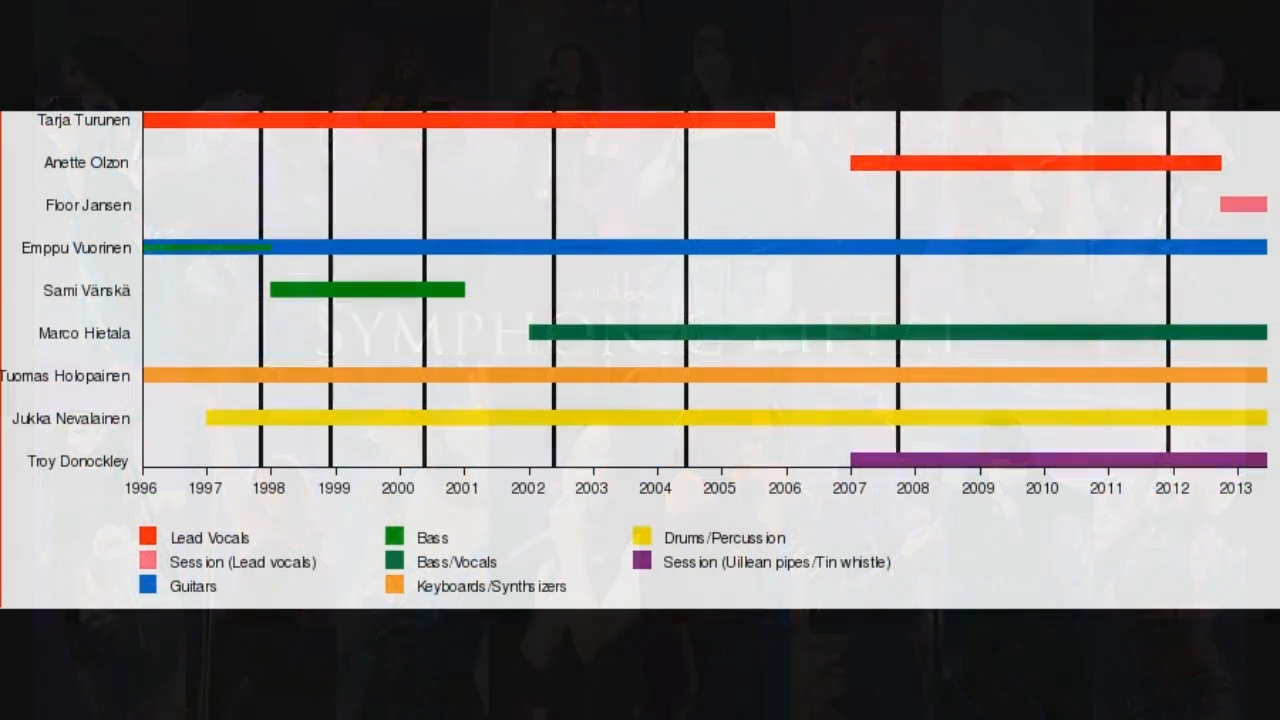 Tarja Turunen
Anette Olzon
Floor Jansen
Emppu Vuorinen
Sami Vänskä
Marco Hietala
Tuomas Holopainen
Jukka Nevalainen
Troy Donockley
1996 1997 1998 1999 2000 2001 2002 2003 2004 2005 2006 2007 2008 2009 2010 2011 2012 2013
Lead Vocals
Session (Lead vocals)
Guitars
Bass
Bass/Vocals
Keyboards/Synthsizers
Drums/Percussion
Session (Uillean pipes/Tin whistle)
SYMPHONIC METAL